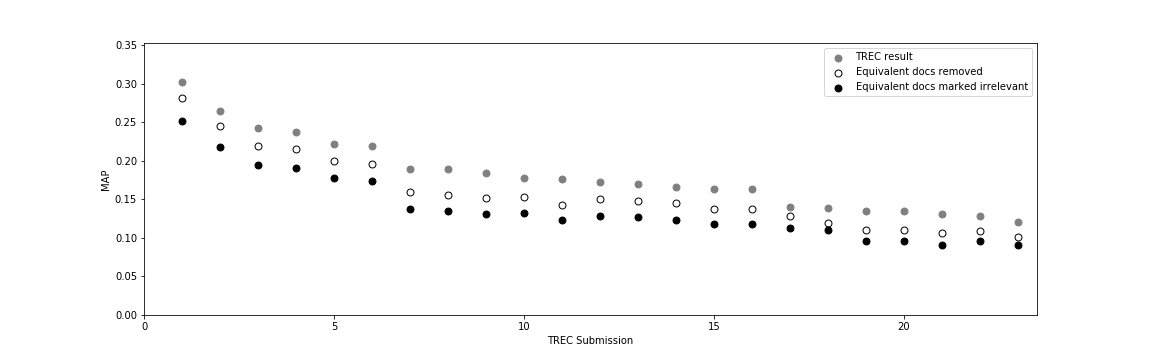 0.35
0.30
0.25
0.20
0.15
0.10
0.05
0.00
MAP
0
5
10
15
20
TREC Submission
TREC result
Equivalent docs removed
Equivalent docs marked irrelevant